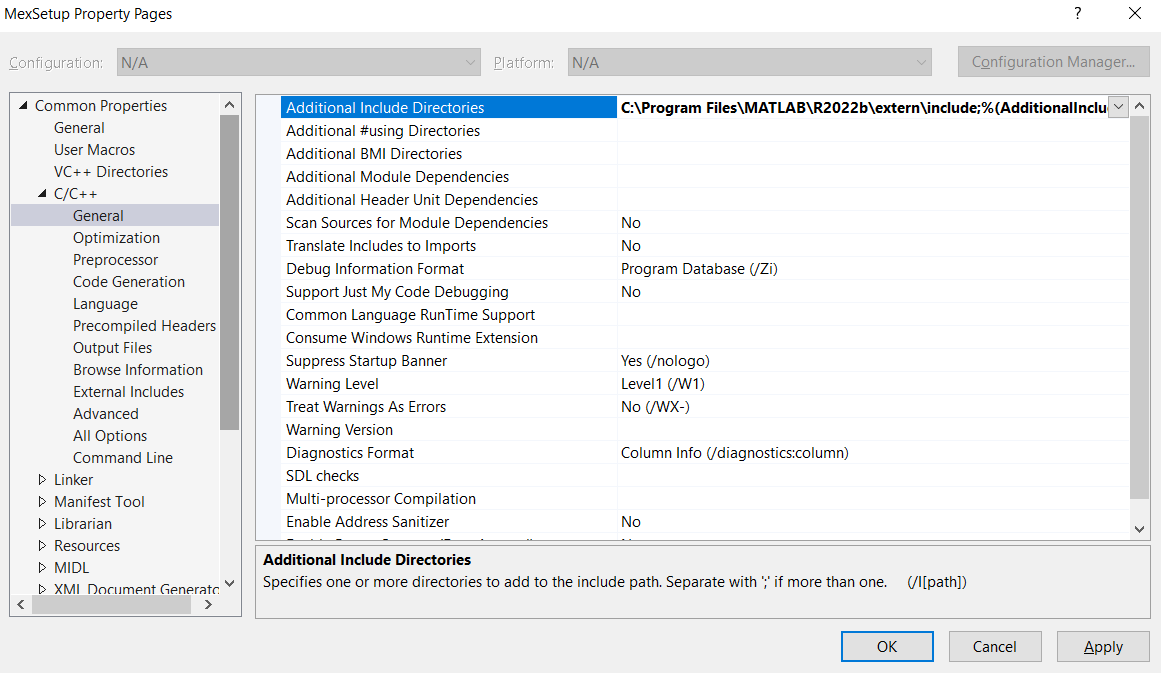 MexSetup Property Pages ?
Configuration: N/A Platform: N/A Configuration Manager...
Common Properties
General
User Macros
VC++ Directories
C/C++
General
Optimization
Preprocessor
Code Generation
Language
Precompiled Headers
Output Files
Browse Information
External Includes
Advanced
All Options
Command Line
Linker
Manifest Tool
Librarian
Resources
MIDL
XML Document Generato
Additional Include Directories C:\Program Files\MATLAB\R2022b\extern\include;%(AdditionalInclu
Additional #using Directories
Additional BMI Directories
Additional Module Dependencies
Additional Header Unit Dependencies
Scan Sources for Module Dependencies No
Translate Includes to Imports No
Debug Information Format Program Database (/Zi)
Support Just My Code Debugging No
Common Language RunTime Support
Consume Windows Runtime Extension
Suppress Startup Banner Yes (/nologo)
Warning Level Level1 (/W1)
Treat Warnings As Errors No (/WX-)
Warning Version
Diagnostics Format Column Info (/diagnostics:column)
SDL checks
Multi-processor Compilation
Enable Address Sanitizer No
Additional Include Directories
Specifies one or more directories to add to the include path. Separate with ';' if more than one. (/I[path])
OK Cancel Apply